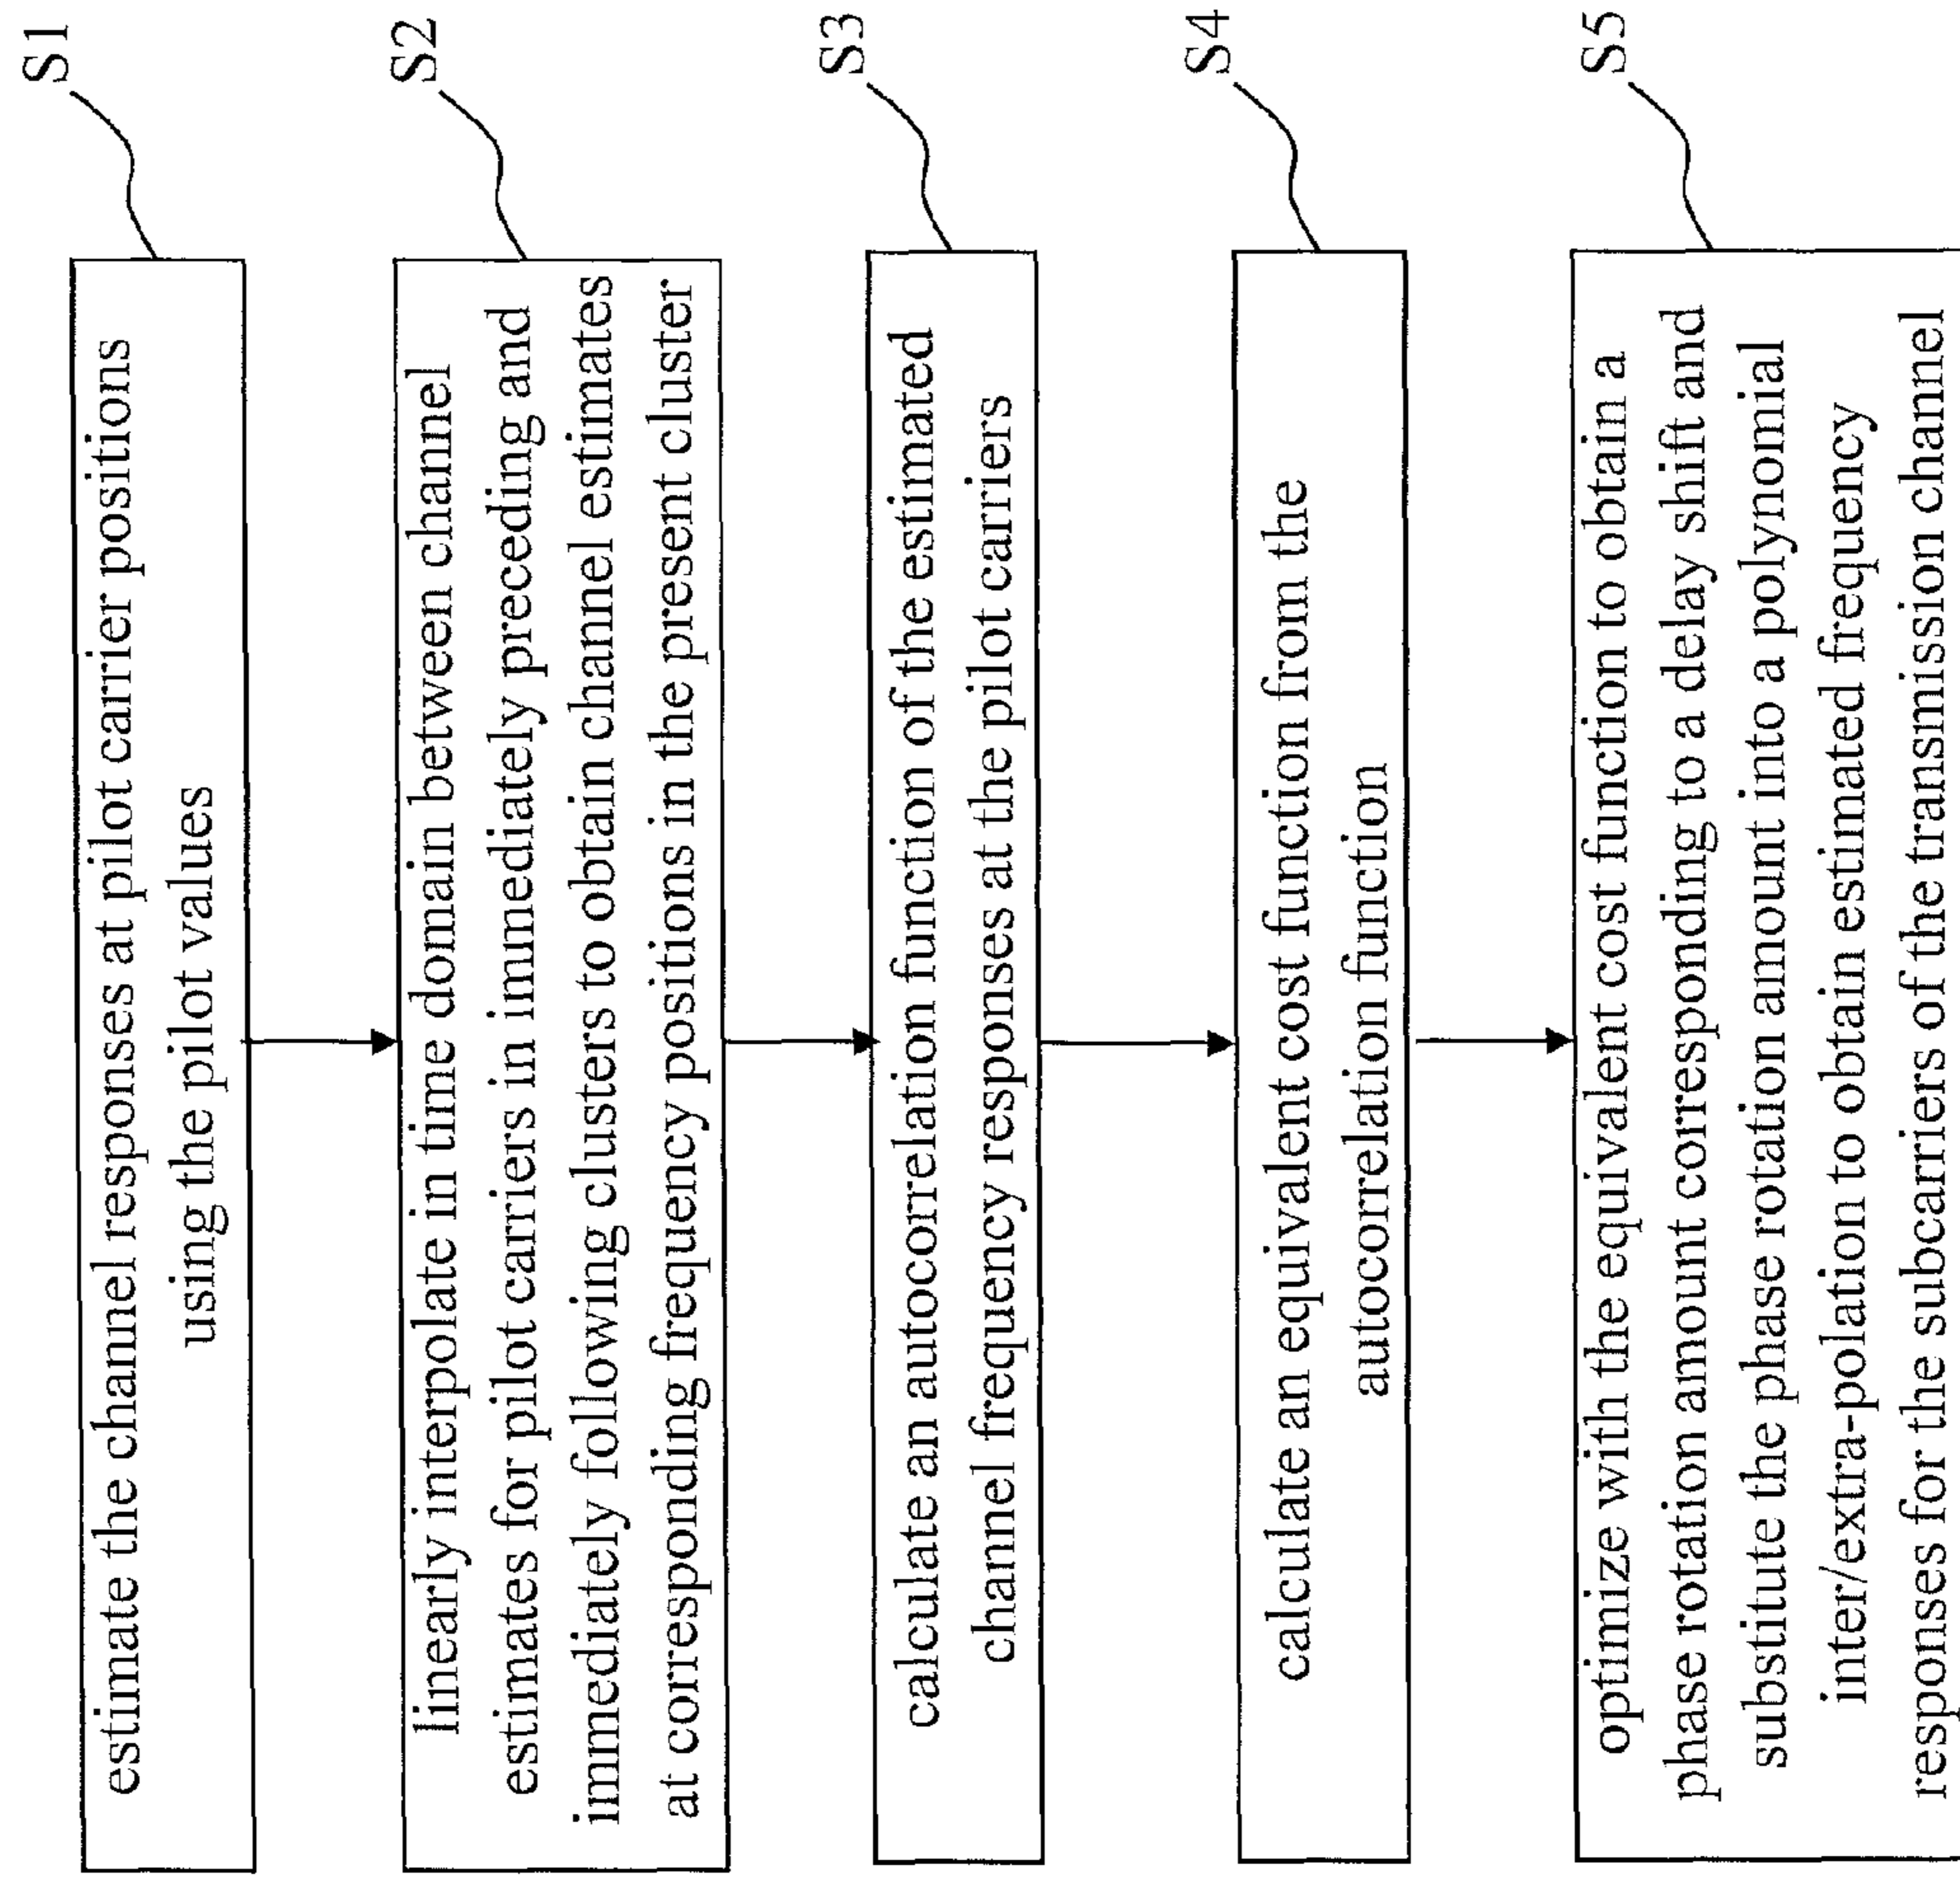 S1
estimate the channel responses at pilot carrier positions
using the pilot values
S2
linearly interpolate in time domain between channel
estimates for pilot carriers in immediately preceding and
immediately following clusters to obtain channel estimates
at corresponding frequency positions in the present cluster
S3
calculate an autocorrelation function of the estimated
channel frequency responses at the pilot carriers
S4
calculate an equivalent cost function from the
autocorrelation function
S5
optimize with the equivalent cost function to obtain a
phase rotation amount corresponding to a delay shift and
substitute the phase rotation amount into a polynomial
inter/extra-polation to obtain estimated frequency
responses for the subcarriers of the transmission channel